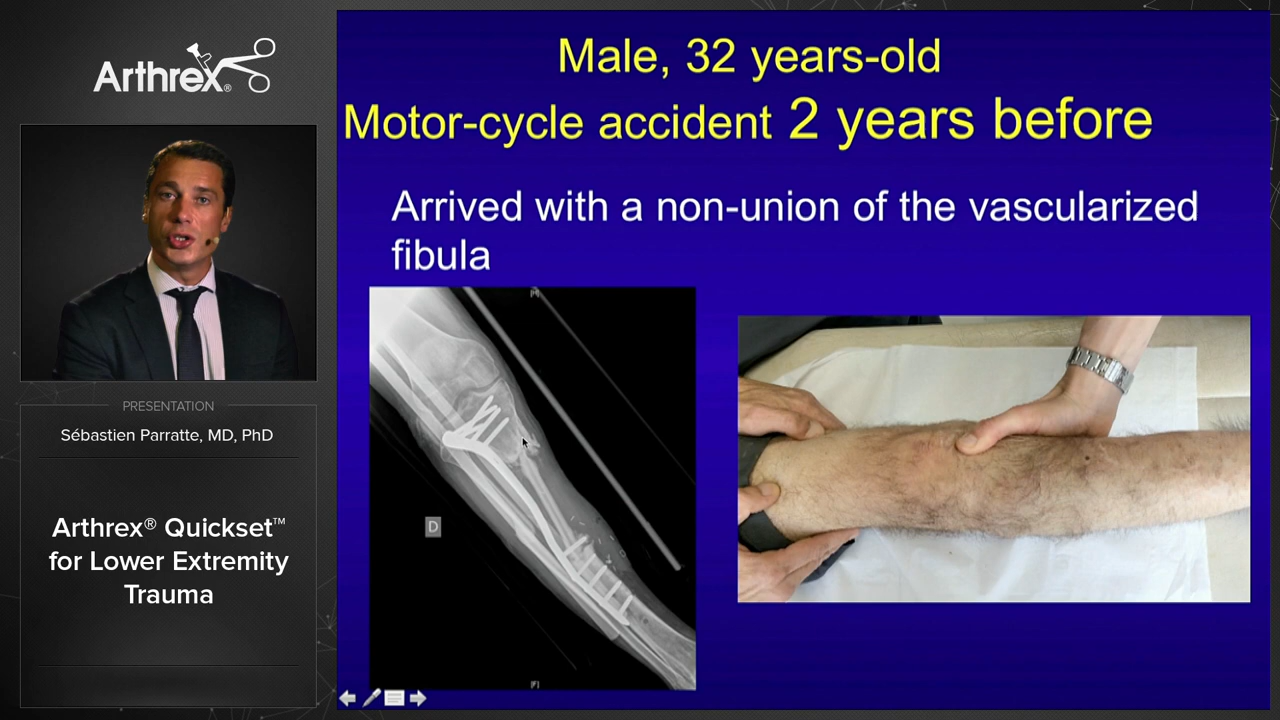 Arthrex®
PRESENTATION
Sébastien Parratte, MD, PhD
Arthrex® Quickset™
for Lower Extremity
Trauma
Male, 32 years-old
Motor-cycle accident 2 years before
Arrived with a non-union of the vascularized
fibula
D